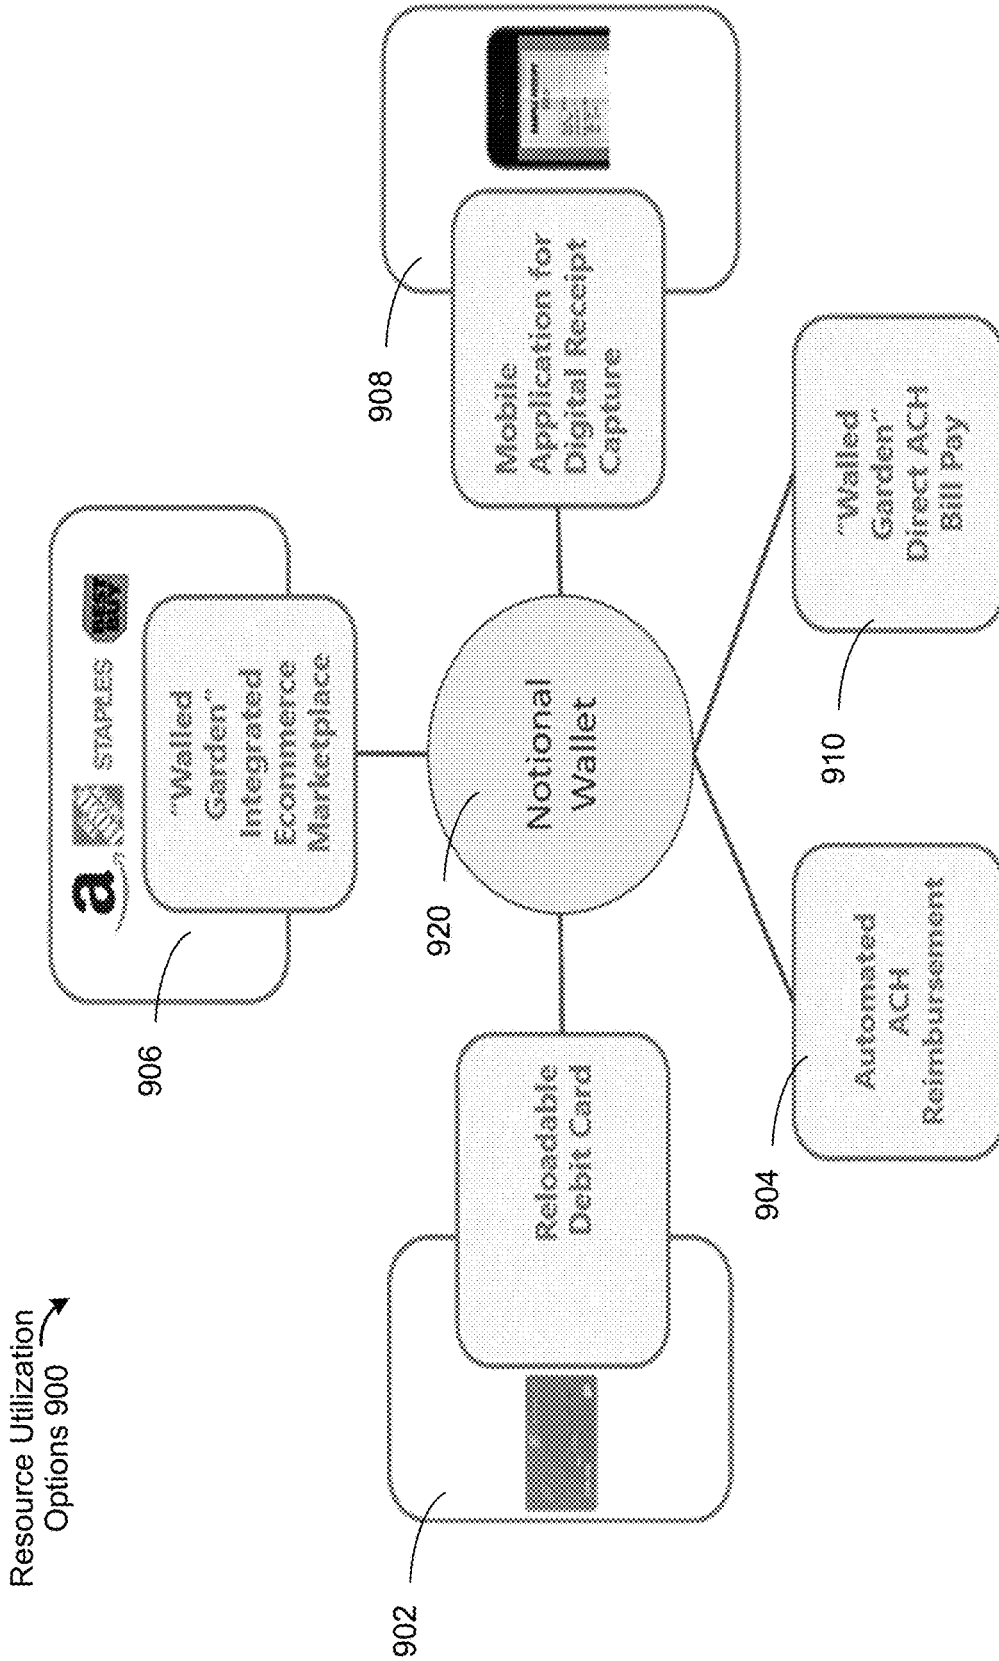 Resource Utilization
Options 900
906
a
STAPLES
BEST
BUY
"Walled
Garden"
Integrated
Ecommerce
Marketplace
902
Reloadable
Debit Card
920
Notional
Wallet
908
Mobile
Application for
Digital Receipt
Capture
904
Automated
ACH
Reimbursement
910
"Walled
Garden"
Direct ACH
Bill Pay